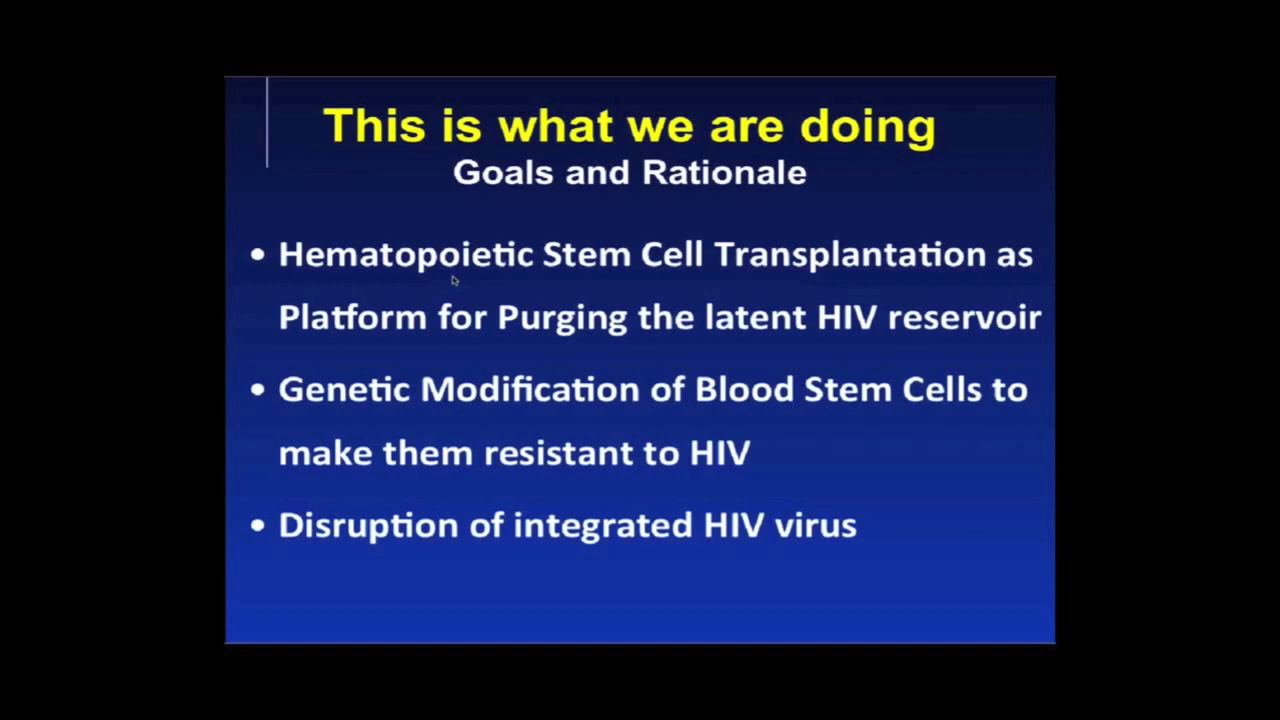 This is what we are doing
Goals and Rationale
• Hematopoietic Stem Cell Transplantation as
Platform for Purging the latent HIV reservoir
• Genetic Modification of Blood Stem Cells to
make them resistant to HIV
• Disruption of integrated HIV virus